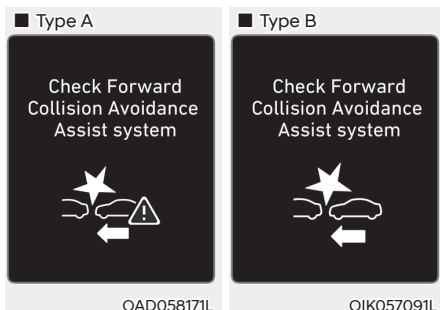 ■ Type A
Check Forward
Collision Avoidance
Assist system
OAD058171L
■ Type B
Check Forward
Collision Avoidance
Assist system
OIK057091L